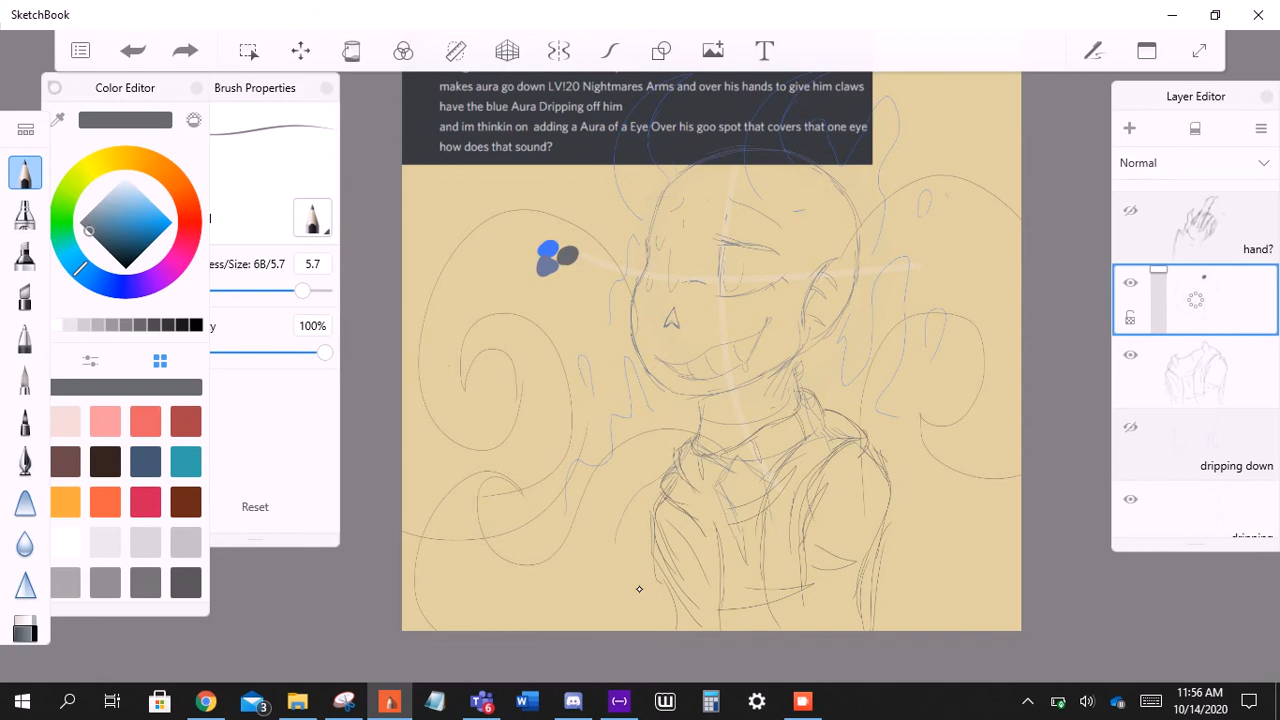 SketchBook
Color Editor
Brush Properties
Layer Editor
makes aura go down LV!20 Nightmares Arms and over his hands to give him claws
have the blue Aura Dripping off him
and im thinkin on adding a Aura of a Eye Over his goo spot that covers that one eye
how does that sound?
Normal
hand?
ess/Size: 6B/5.7 5.7
y 100%
Reset
dripping down
dripping
T
3
6
W
11:56 AM
10/14/2020